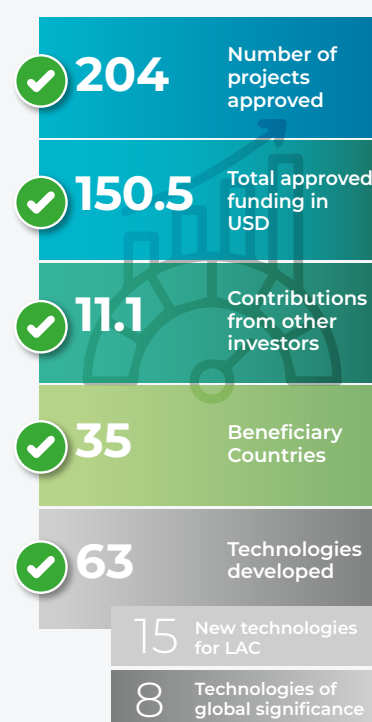 204
Number of
projects
approved
150.5
Total approved
funding in
USD
11.1
Contributions
from other
investors
35
Beneficiary
Countries
63
Technologies
developed
15
New technologies
for LAC
8
Technologies of
global significance